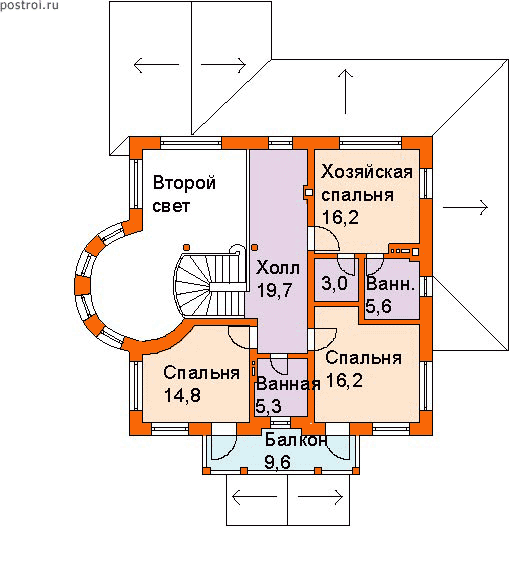 postroi.ru
Второй
свет
Хозяйская
спальня
16,2
Холл
19,7
3,0
Ванн.
5,6
Спальня
14,8
Ванная
5,3
Спальня
16,2
Балкон
9,6